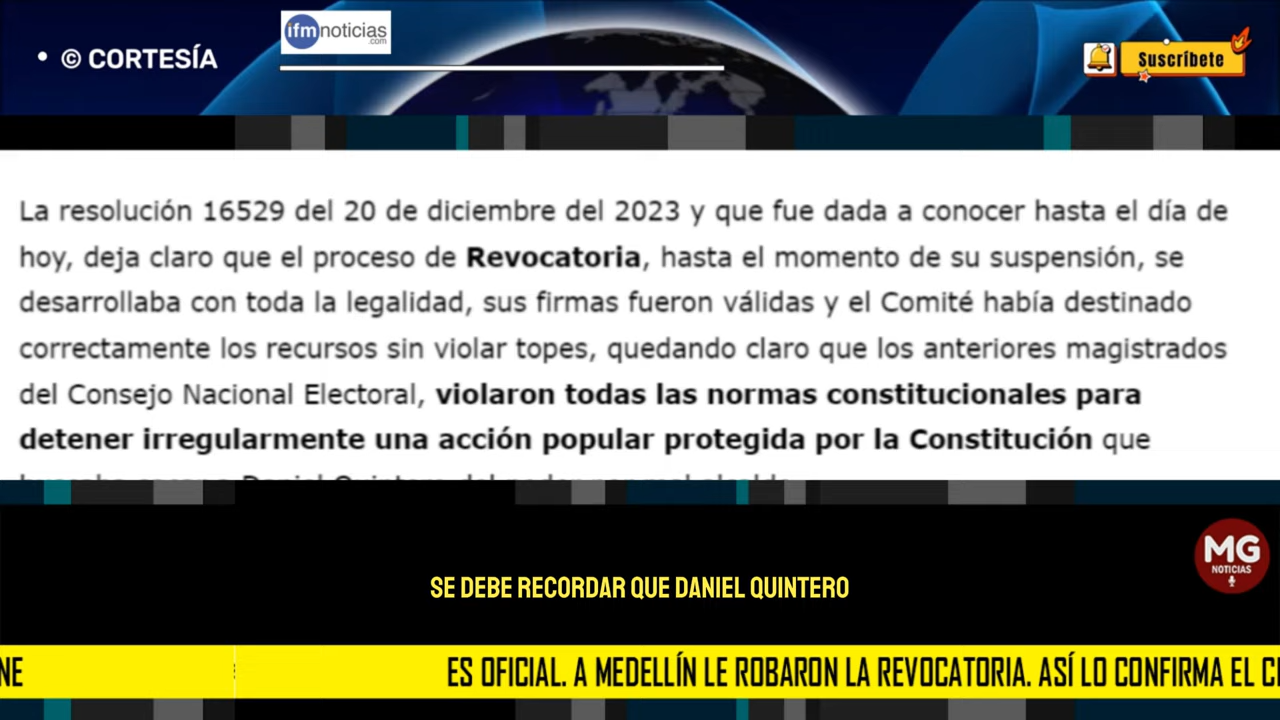 • © CORTESÍA
ifmnoticias
.com
Suscríbete
La resolución 16529 del 20 de diciembre del 2023 y que fue dada a conocer hasta el día de
hoy, deja claro que el proceso de Revocatoria, hasta el momento de su suspensión, se
desarrollaba con toda la legalidad, sus firmas fueron válidas y el Comité había destinado
correctamente los recursos sin violar topes, quedando claro que los anteriores magistrados
del Consejo Nacional Electoral, violaron todas las normas constitucionales para
detener irregularmente una acción popular protegida por la Constitución que
MG
NOTICIAS
SE DEBE RECORDAR QUE DANIEL QUINTERO
NE
ES OFICIAL. A MEDELLÍN LE ROBARON LA REVOCATORIA. ASÍ LO CONFIRMA EL